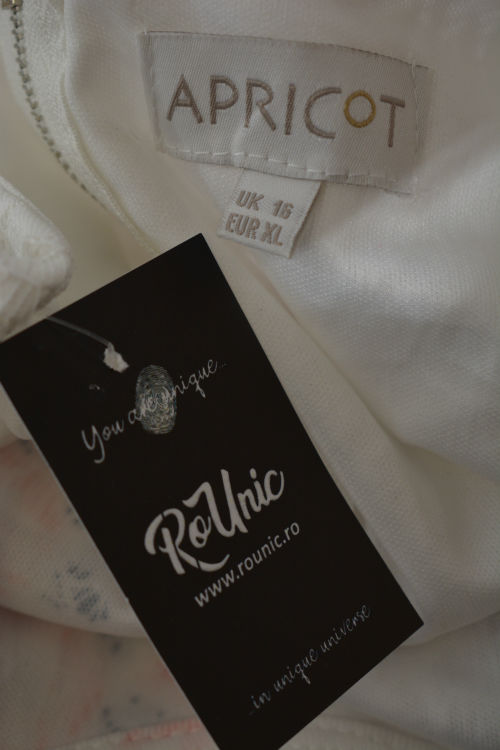 APRICOT
UK 16
EUR XL
You are unique...
RoUnic
www.rounic.ro
...in unique universe